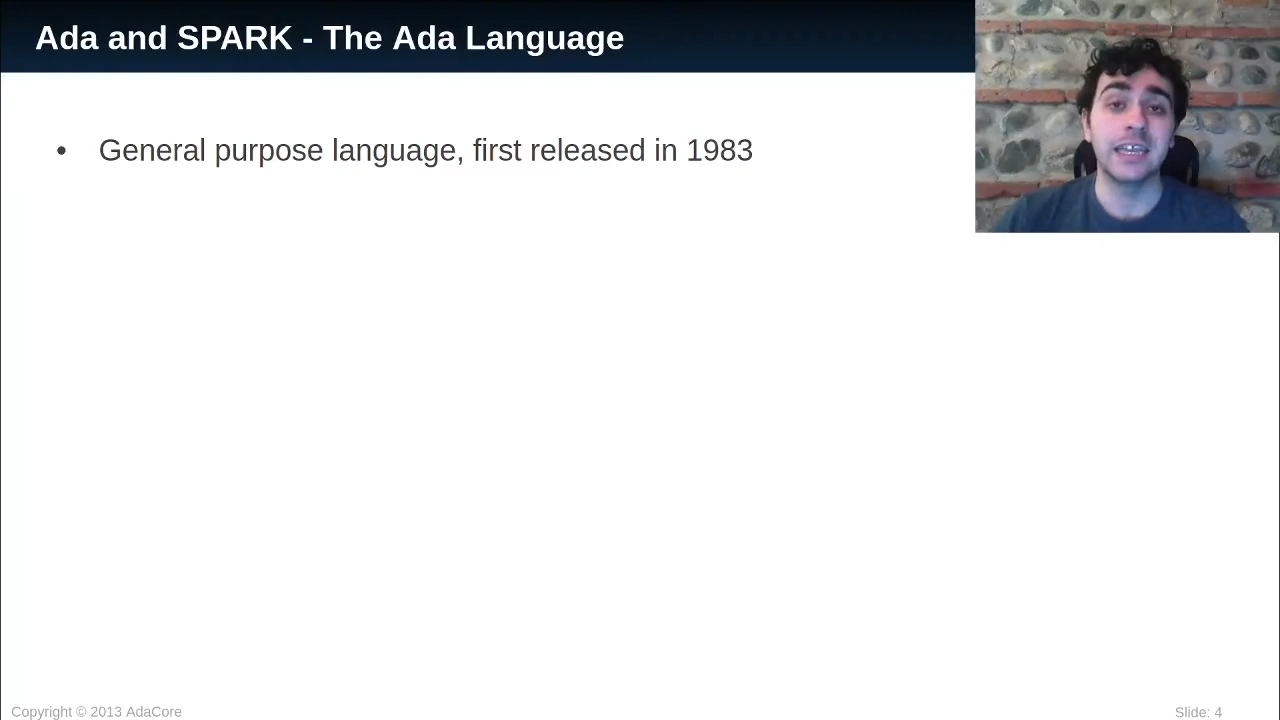 Ada and SPARK - The Ada Language
• General purpose language, first released in 1983
Copyright © 2013 AdaCore
Slide: 4